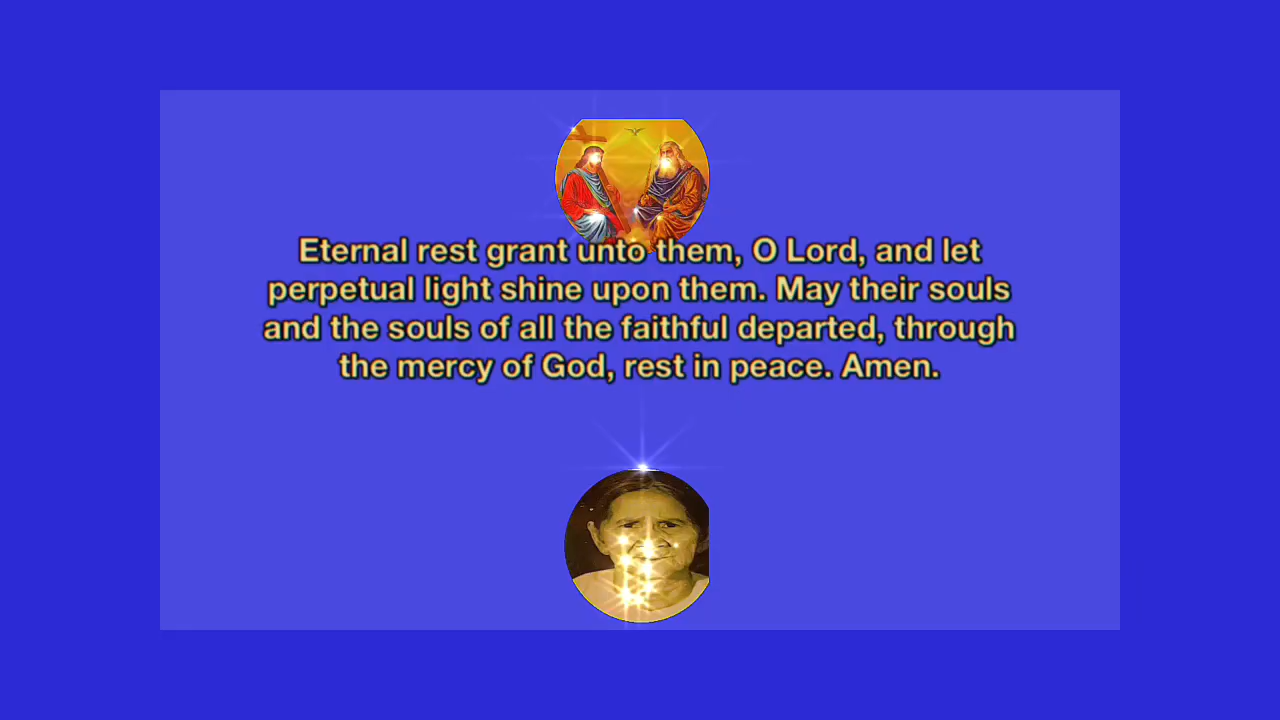 Eternal rest grant unto them, O Lord, and let
perpetual light shine upon them. May their souls
and the souls of all the faithful departed, through
the mercy of God, rest in peace. Amen.